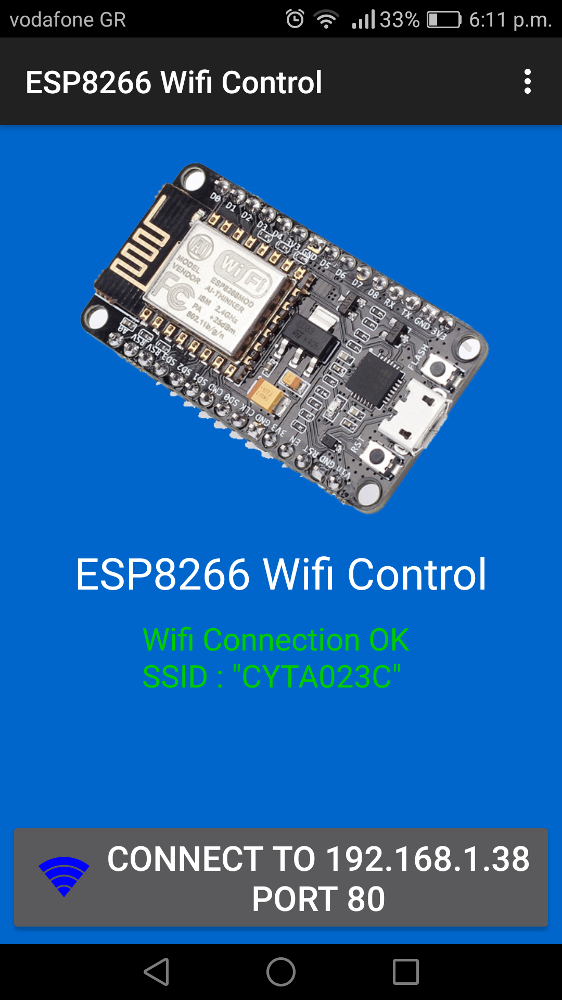 vodafone GR 33% 6:11 p.m.
ESP8266 Wifi Control
D0 D1 D2 D3 D4 3V3 GND D5 D6 D7 D8 RX TX GND 3V3
WiFi
MODEL
VENDOR
ESP8266MOD
AI-THINKER
ISM 2.4GHz
PA +25dBm
802.11b/g/n
FC
FLASH
RST
A0 RSV RSV SD3 SD2 SD1 CMD SD0 CLK GND 3V3 EN RST GND Vin
ESP8266 Wifi Control
Wifi Connection OK
SSID : "CYTA023C"
CONNECT TO 192.168.1.38
PORT 80